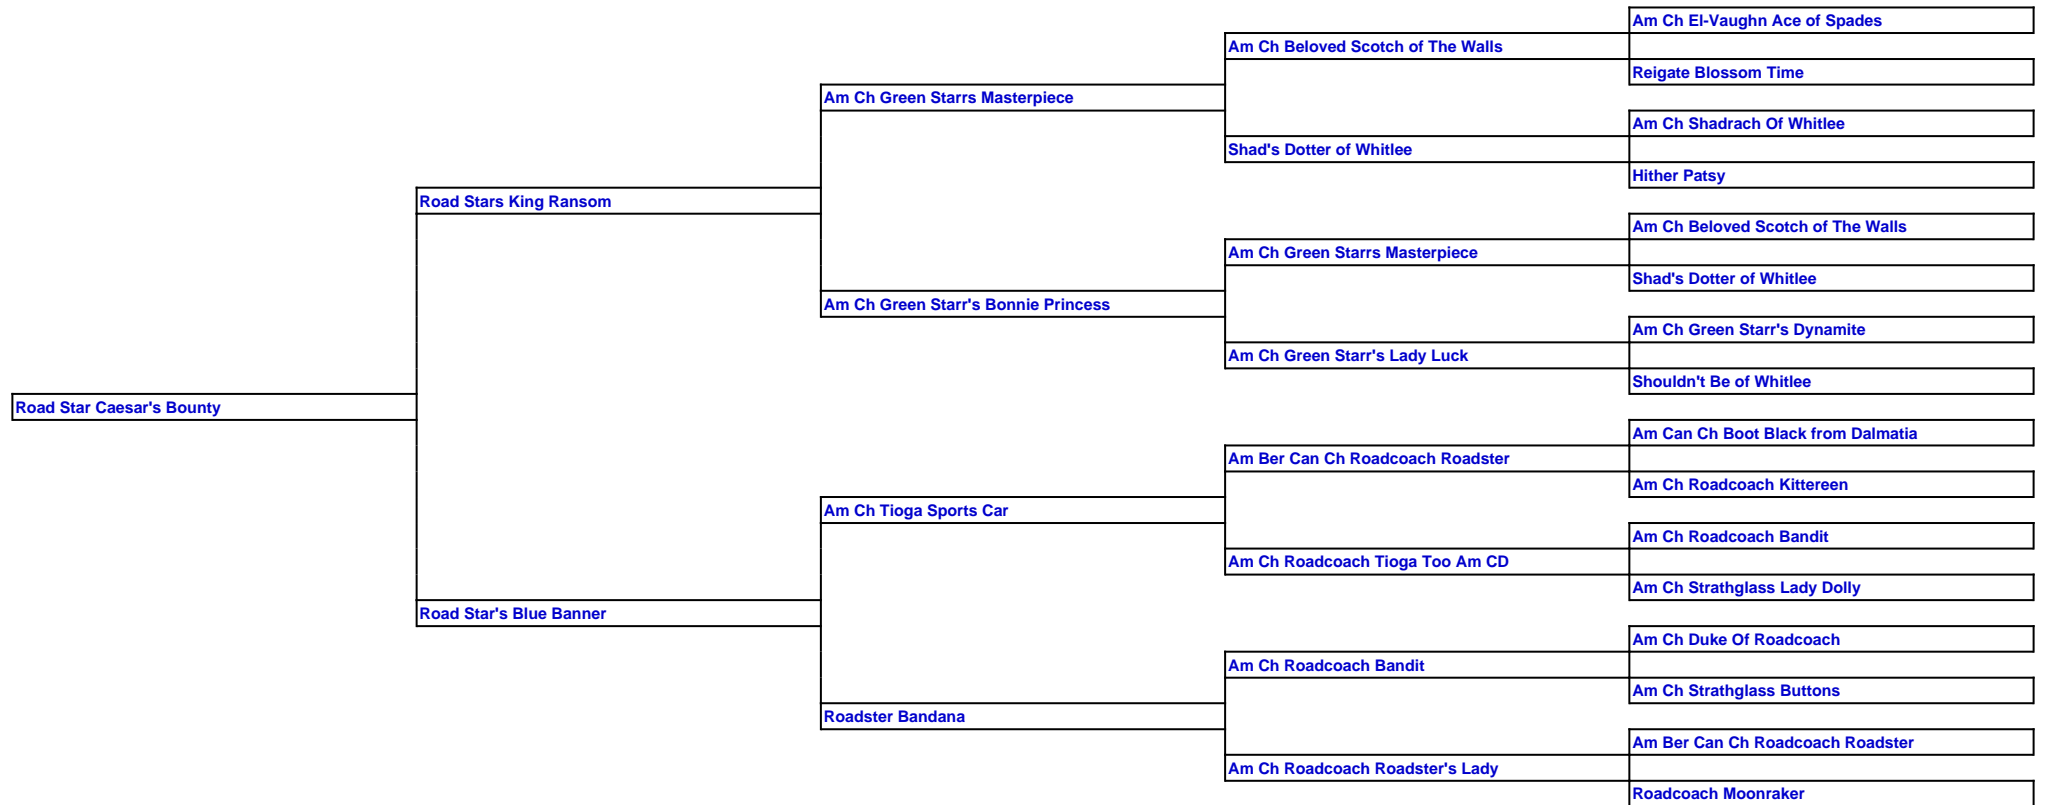 Am Ch El-Vaughn Ace of Spades
Am Ch Beloved Scotch of The Walls
Reigate Blossom Time
Am Ch Green Starrs Masterpiece
Am Ch Shadrach Of Whitlee
Shad's Dotter of Whitlee
Hither Patsy
Road Stars King Ransom
Am Ch Beloved Scotch of The Walls
Am Ch Green Starrs Masterpiece
Shad's Dotter of Whitlee
Am Ch Green Starr's Bonnie Princess
Am Ch Green Starr's Dynamite
Am Ch Green Starr's Lady Luck
Shouldn't Be of Whitlee
Road Star Caesar's Bounty
Am Can Ch Boot Black from Dalmatia
Am Ber Can Ch Roadcoach Roadster
Am Ch Roadcoach Kittereen
Am Ch Tioga Sports Car
Am Ch Roadcoach Bandit
Am Ch Roadcoach Tioga Too Am CD
Am Ch Strathglass Lady Dolly
Road Star's Blue Banner
Am Ch Duke Of Roadcoach
Am Ch Roadcoach Bandit
Am Ch Strathglass Buttons
Roadster Bandana
Am Ber Can Ch Roadcoach Roadster
Am Ch Roadcoach Roadster's Lady
Roadcoach Moonraker